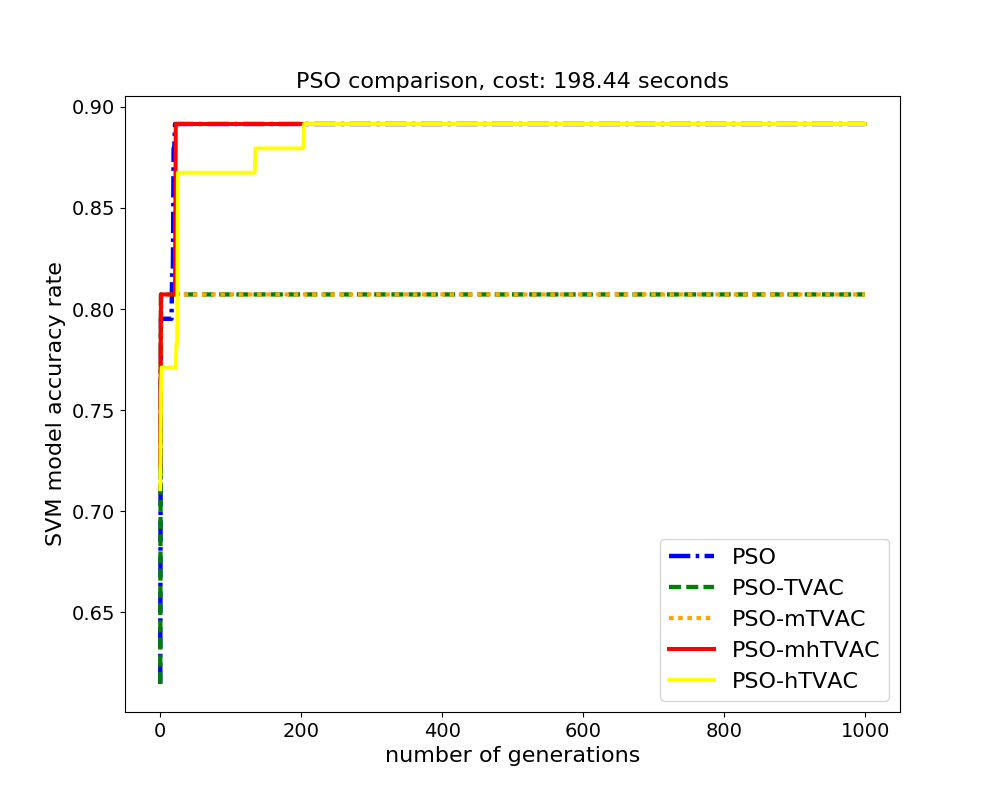 PSO comparison, cost: 198.44 seconds
0.90
0.85
0.80
0.75
0.70
0.65
SVM model accuracy rate
0 200 400 600 800 1000
number of generations
PSO
PSO-TVAC
PSO-mTVAC
PSO-mhTVAC
PSO-hTVAC